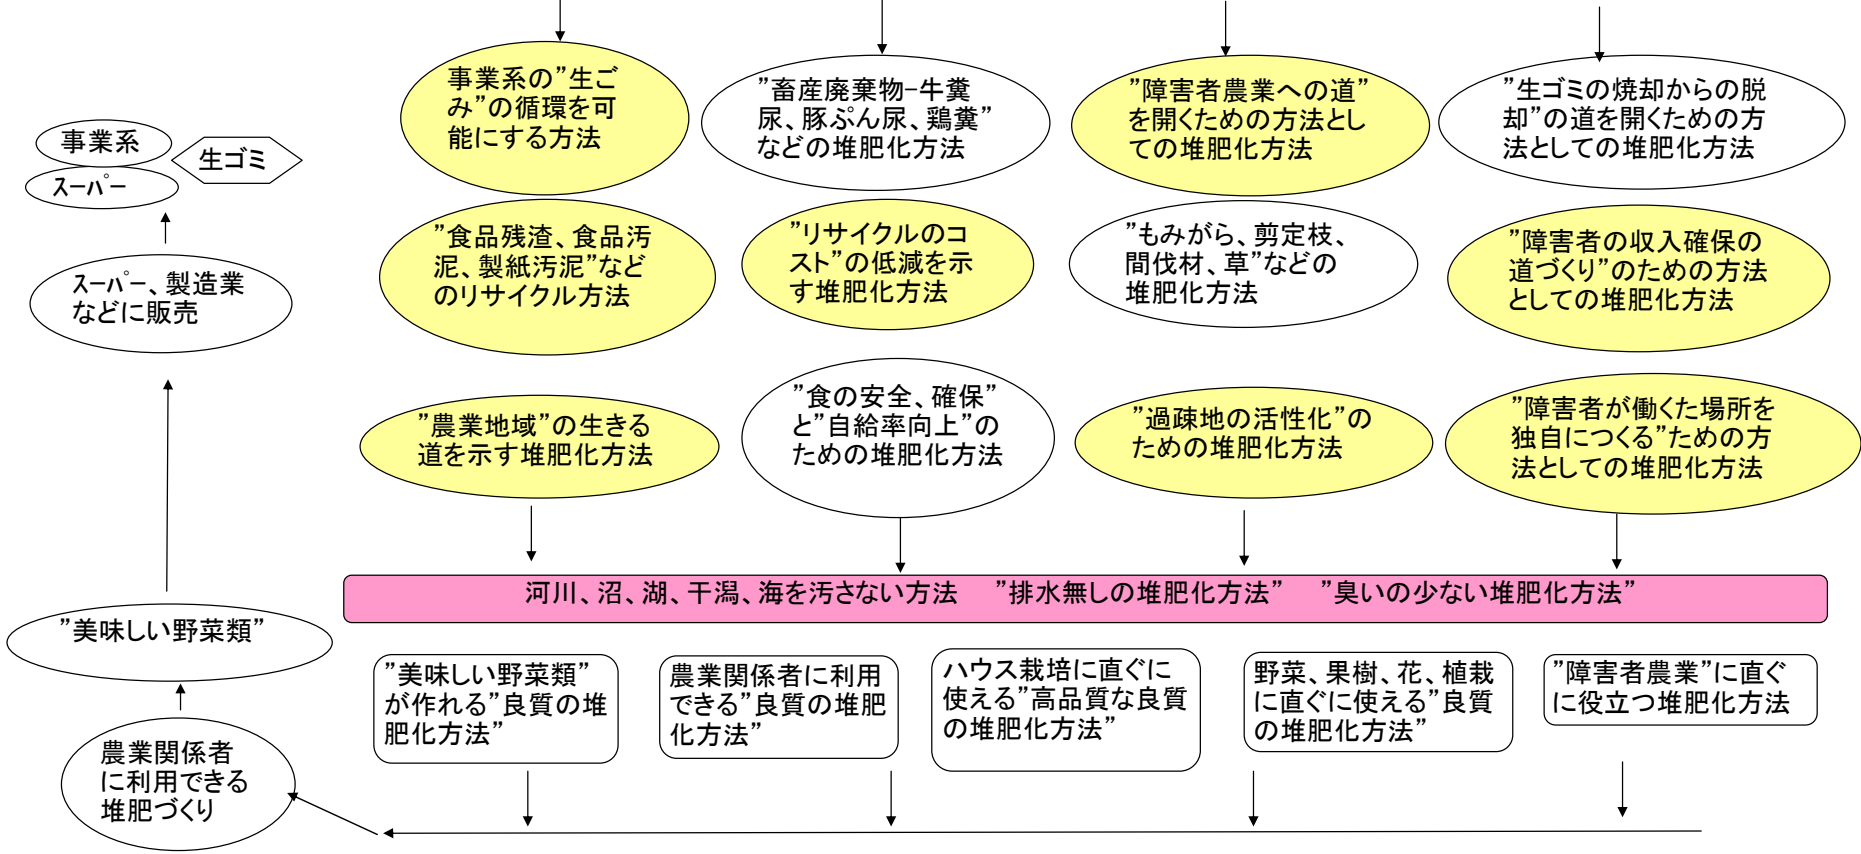 事業系の”生ご
み”の循環を可
能にする方法
”畜産廃棄物-牛糞
尿、豚ぷん尿、鶏糞”
などの堆肥化方法
”障害者農業への道”
を開くための方法とし
ての堆肥化方法
”生ゴミの焼却からの脱
却”の道を開くための方
法としての堆肥化方法
事業系
生ゴミ
スーパー
”食品残渣、食品汚
泥、製紙汚泥”など
のリサイクル方法
”リサイクルのコ
スト”の低減を示
す堆肥化方法
”もみがら、剪定枝、
間伐材、草”などの
堆肥化方法
”障害者の収入確保の
道づくり”のための方法
としての堆肥化方法
スーパー、製造業
などに販売
”農業地域”の生きる
道を示す堆肥化方法
”食の安全、確保”
と”自給率向上”の
ための堆肥化方法
”過疎地の活性化”の
ための堆肥化方法
”障害者が働くた場所を
独自につくる”ための方
法としての堆肥化方法
河川、沼、湖、干潟、海を汚さない方法　”排水無しの堆肥化方法”　”臭いの少ない堆肥化方法”
”美味しい野菜類”
”美味しい野菜類”
が作れる”良質の堆
肥化方法”
農業関係者に利用
できる”良質の堆肥
化方法”
ハウス栽培に直ぐに
使える”高品質な良質
の堆肥化方法”
野菜、果樹、花、植栽
に直ぐに使える”良質
の堆肥化方法”
”障害者農業”に直ぐ
に役立つ堆肥化方法
農業関係者
に利用できる
堆肥づくり